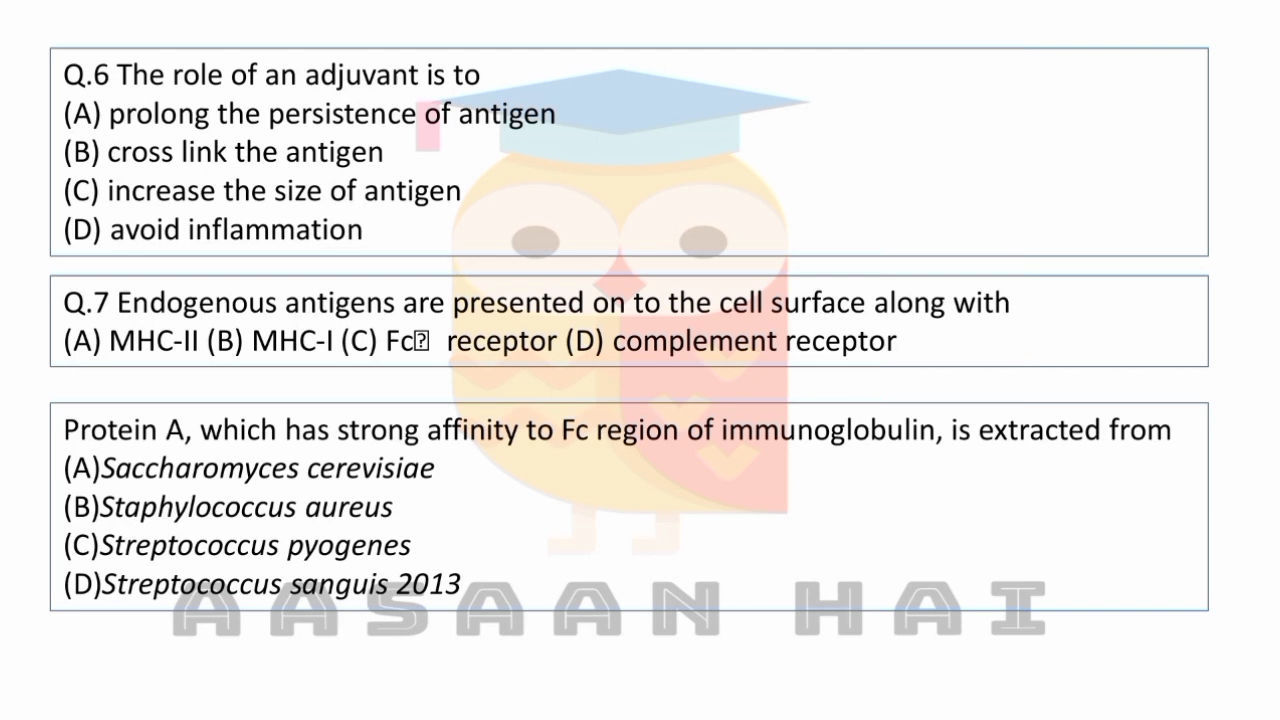 Q.6 The role of an adjuvant is to
(A) prolong the persistence of antigen
(B) cross link the antigen
(C) increase the size of antigen
(D) avoid inflammation
Q.7 Endogenous antigens are presented on to the cell surface along with
(A) MHC-II (B) MHC-I (C) Fc⍰ receptor (D) complement receptor
Protein A, which has strong affinity to Fc region of immunoglobulin, is extracted from
(A)Saccharomyces cerevisiae
(B)Staphylococcus aureus
(C)Streptococcus pyogenes
(D)Streptococcus sanguis 2013
AASAAN HAI